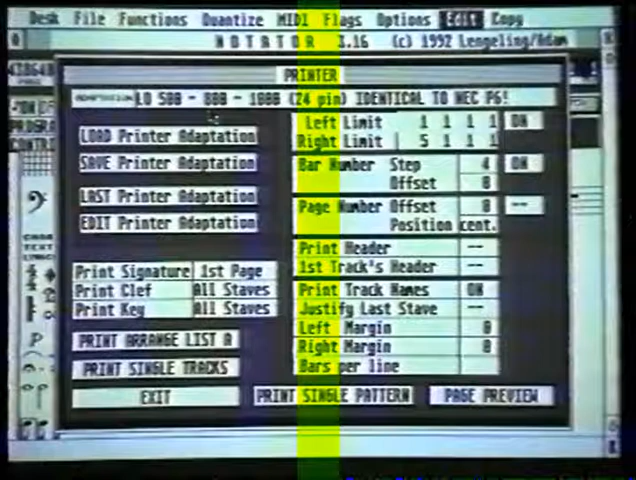 Desk File Functions Quantize MIDI Flags Options Edit Copy
NOTATOR 3.16 (c) 1992 Lengeling/Adam
PRINTER
ADAPTATION LQ 500 - 800 - 1000 (24 pin) IDENTICAL TO NEC P6!
LOAD Printer Adaptation
SAVE Printer Adaptation
LAST Printer Adaptation
EDIT Printer Adaptation
Left Limit 1 1 1 1 ON
Right Limit 5 1 1 1
Bar Number Step 4 ON
Offset 0
Page Number Offset 0 --
Position cent.
Print Header --
1st Track's Header --
Print Signature 1st Page
Print Clef All Staves
Print Key All Staves
Print Track Names ON
Justify Last Stave --
Left Margin 0
Right Margin 0
Bars per line
PRINT ARRANGE LIST A
PRINT SINGLE TRACKS
EXIT
PRINT SINGLE PATTERN
PAGE PREVIEW